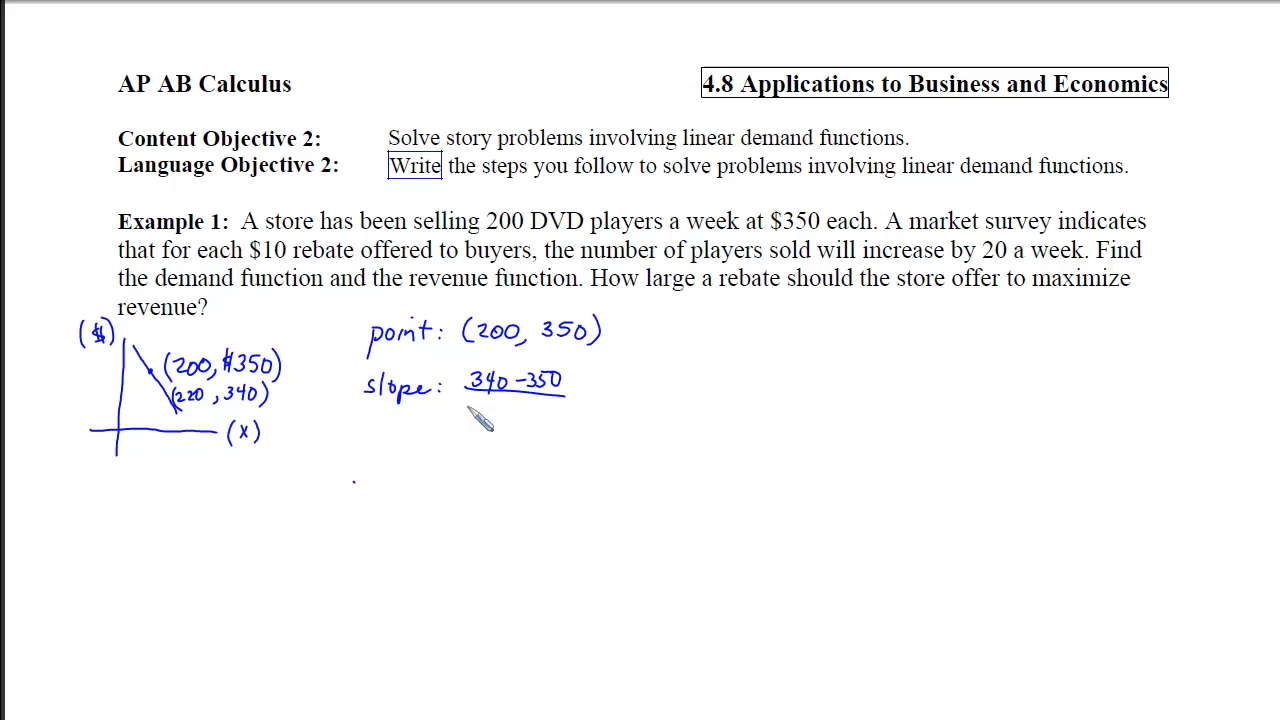 AP AB Calculus 4.8 Applications to Business and Economics
Content Objective 2: Solve story problems involving linear demand functions.
Language Objective 2: Write the steps you follow to solve problems involving linear demand functions.
Example 1: A store has been selling 200 DVD players a week at $350 each. A market survey indicates
that for each $10 rebate offered to buyers, the number of players sold will increase by 20 a week. Find
the demand function and the revenue function. How large a rebate should the store offer to maximize
revenue?
($)
(200, $350)
(220, 340)
(x)
point: (200, 350)
slope: 340-350